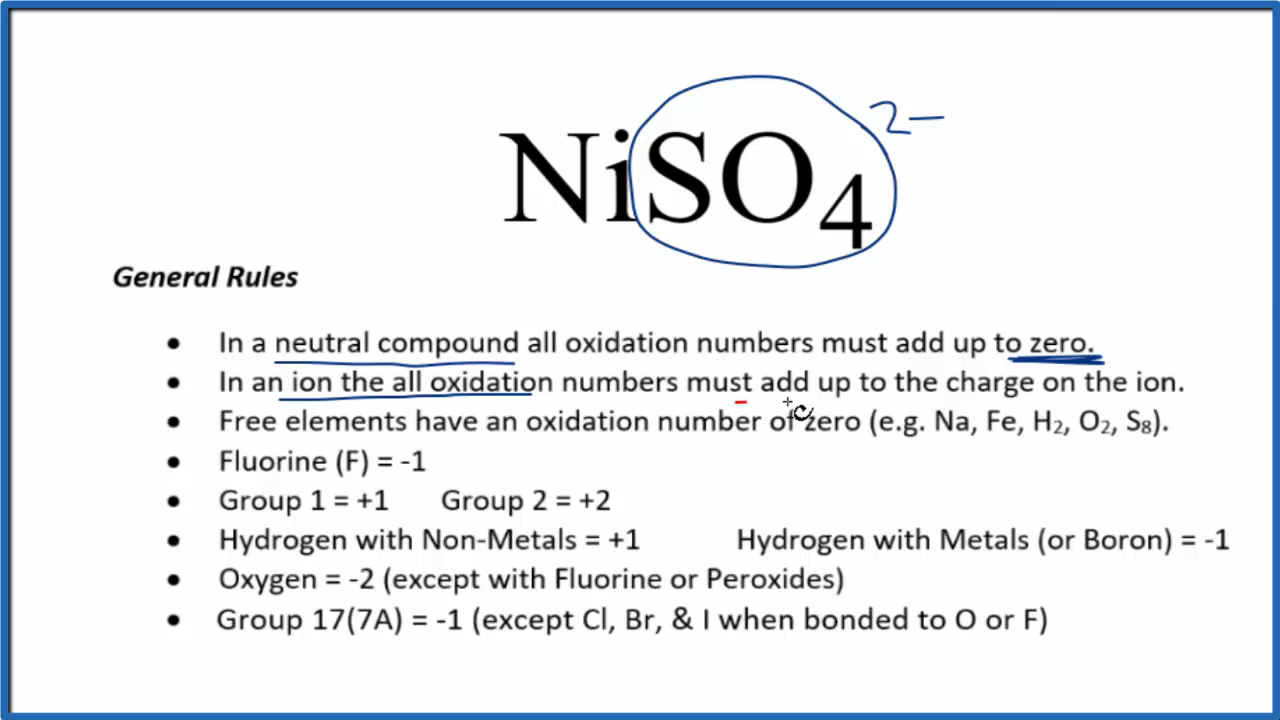 2-
NiSO4
General Rules
• In a neutral compound all oxidation numbers must add up to zero.
• In an ion the all oxidation numbers must add up to the charge on the ion.
• Free elements have an oxidation number of zero (e.g. Na, Fe, H2, O2, S8).
• Fluorine (F) = -1
• Group 1 = +1 Group 2 = +2
• Hydrogen with Non-Metals = +1 Hydrogen with Metals (or Boron) = -1
• Oxygen = -2 (except with Fluorine or Peroxides)
• Group 17(7A) = -1 (except Cl, Br, & I when bonded to O or F)